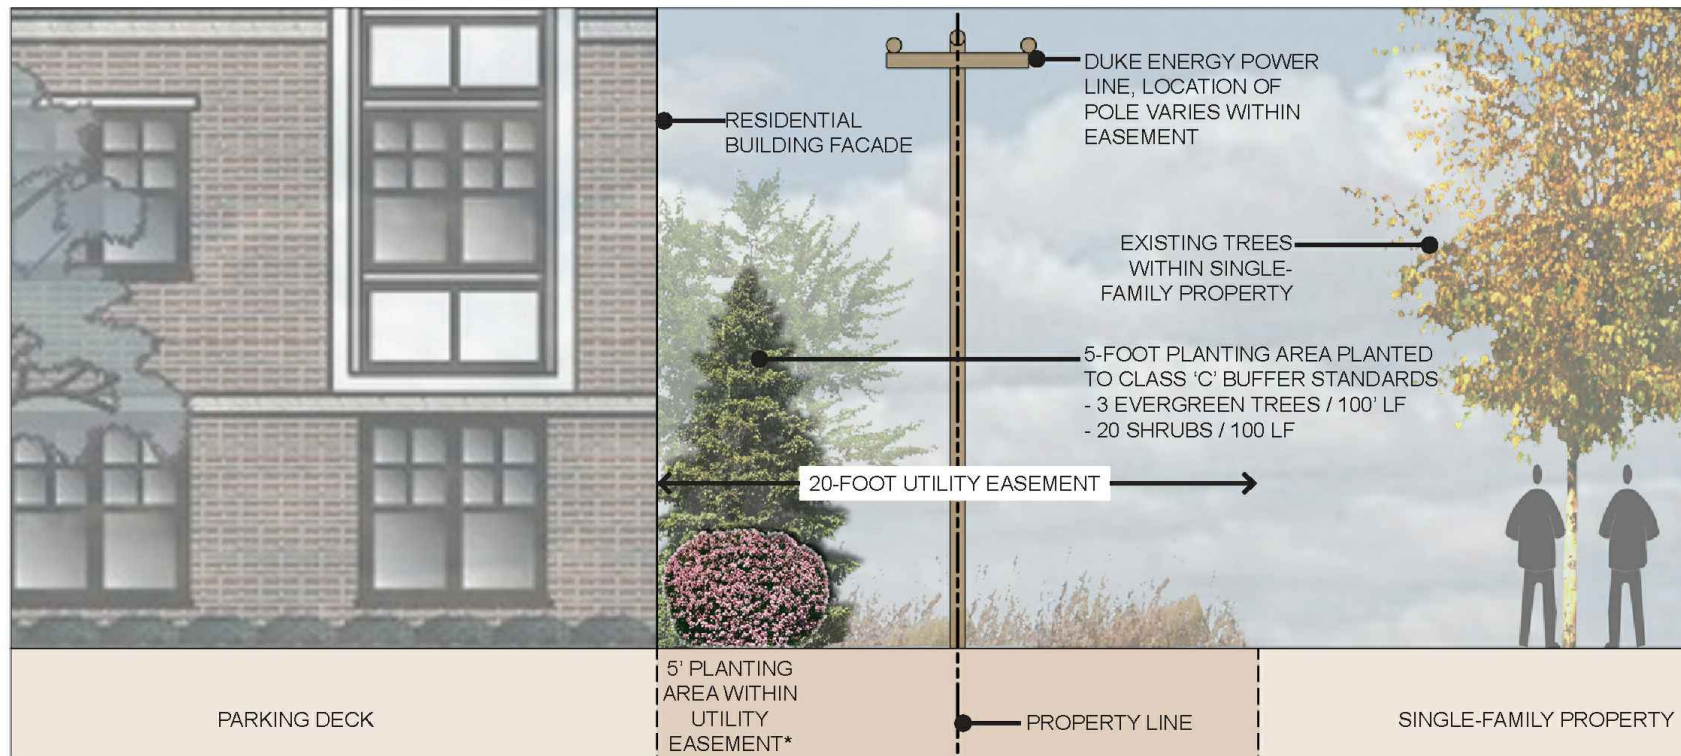 DUKE ENERGY POWER
LINE, LOCATION OF
POLE VARIES WITHIN
EASEMENT
RESIDENTIAL
BUILDING FACADE
EXISTING TREES
WITHIN SINGLE-
FAMILY PROPERTY
5-FOOT PLANTING AREA PLANTED
TO CLASS ‘C’ BUFFER STANDARDS
- 3 EVERGREEN TREES / 100’ LF
- 20 SHRUBS / 100 LF
20-FOOT UTILITY EASEMENT
PARKING DECK
5’ PLANTING
AREA WITHIN
UTILITY
EASEMENT*
PROPERTY LINE
SINGLE-FAMILY PROPERTY